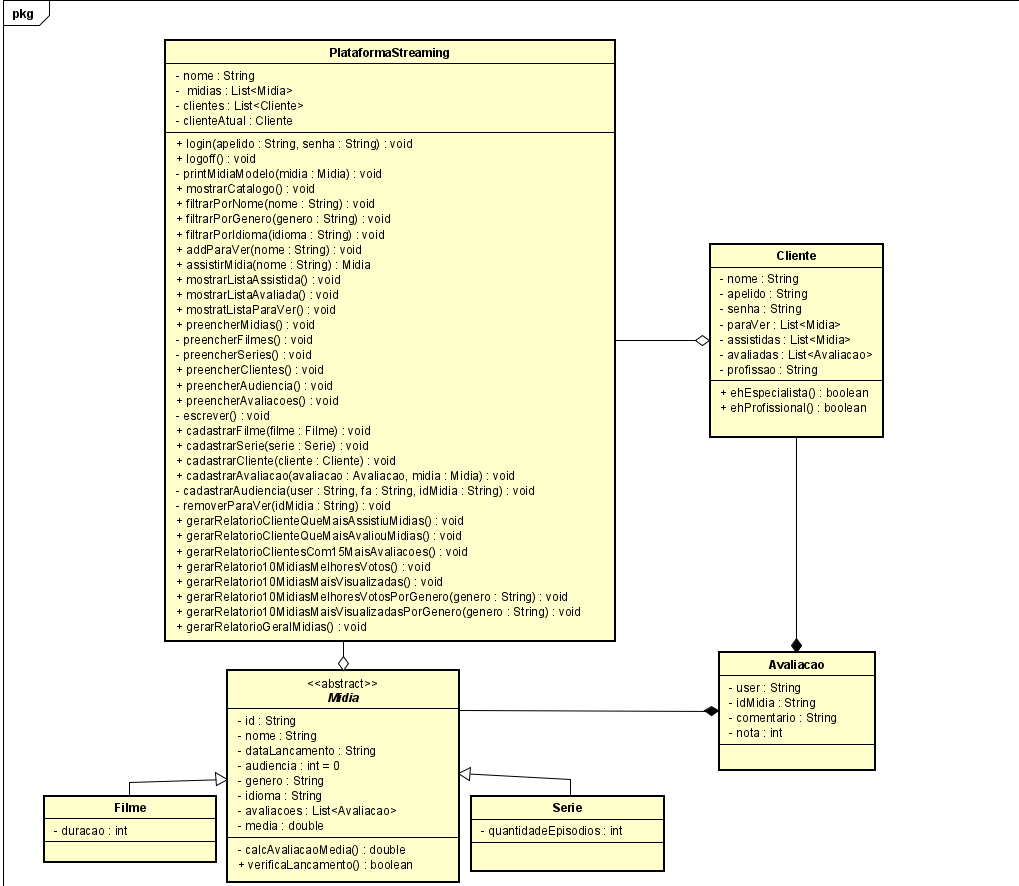 pkg
PlataformaStreaming
- nome : String
- midias : List<Midia>
- clientes : List<Cliente>
- clienteAtual : Cliente
+ login(apelido : String, senha : String) : void
+ logoff() : void
- printMidiaModelo(midia : Midia) : void
+ mostrarCatalogo() : void
+ filtrarPorNome(nome : String) : void
+ filtrarPorGenero(genero : String) : void
+ filtrarPorIdioma(idioma : String) : void
+ addParaVer(nome : String) : void
+ assistirMidia(nome : String) : Midia
+ mostrarListaAssistida() : void
+ mostrarListaAvaliada() : void
+ mostratListaParaVer() : void
+ preencherMidias() : void
- preencherFilmes() : void
- preencherSeries() : void
+ preencherClientes() : void
+ preencherAudiencia() : void
+ preencherAvaliacoes() : void
- escrever() : void
+ cadastrarFilme(filme : Filme) : void
+ cadastrarSerie(serie : Serie) : void
+ cadastrarCliente(cliente : Cliente) : void
+ cadastrarAvaliacao(avaliacao : Avaliacao, midia : Midia) : void
- cadastrarAudiencia(user : String, fa : String, idMidia : String) : void
- removerParaVer(idMidia : String) : void
+ gerarRelatorioClienteQueMaisAssistiuMidias() : void
+ gerarRelatorioClienteQueMaisAvaliouMidias() : void
+ gerarRelatorioClientesCom15MaisAvaliacoes() : void
+ gerarRelatorio10MidiasMelhoresVotos() : void
+ gerarRelatorio10MidiasMaisVisualizadas() : void
+ gerarRelatorio10MidiasMelhoresVotosPorGenero(genero : String) : void
+ gerarRelatorio10MidiasMaisVisualizadasPorGenero(genero : String) : void
+ gerarRelatorioGeralMidias() : void
Cliente
- nome : String
- apelido : String
- senha : String
- paraVer : List<Midia>
- assistidas : List<Midia>
- avaliadas : List<Avaliacao>
- profissao : String
+ ehEspecialista() : boolean
+ ehProfissional() : boolean
<<abstract>>
Midia
- id : String
- nome : String
- dataLancamento : String
- audiencia : int = 0
- genero : String
- idioma : String
- avaliacoes : List<Avaliacao>
- media : double
- calcAvaliacaoMedia() : double
+ verificaLancamento() : boolean
Avaliacao
- user : String
- idMidia : String
- comentario : String
- nota : int
Filme
- duracao : int
Serie
- quantidadeEpisodios : int